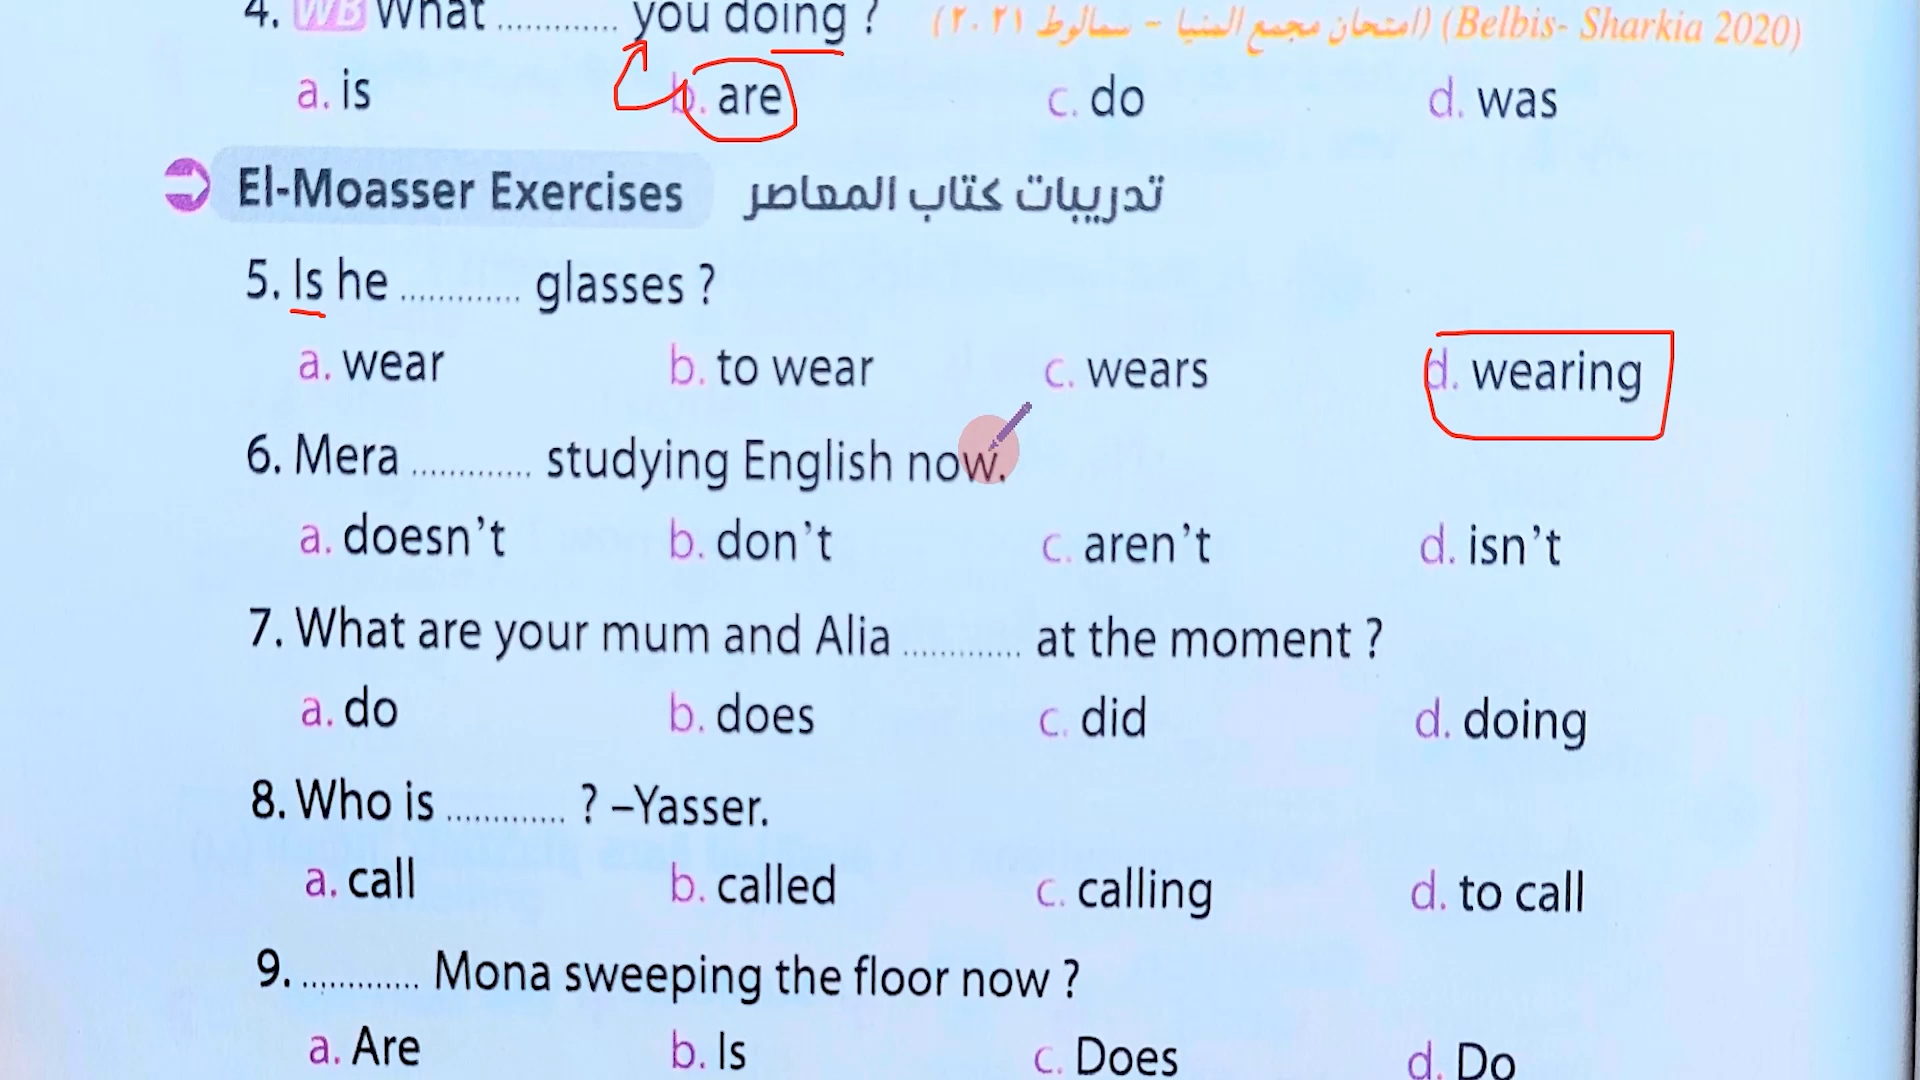 4. WB What ............ you doing ? (امتحان مجمع المنيا – سمالوط ٢٠٢١) (Belbis- Sharkia 2020)
a. is b. are c. do d. was
El-Moasser Exercises تدريبات كتاب المعاصر
5. Is he ............ glasses ?
a. wear b. to wear c. wears d. wearing
6. Mera ............ studying English now.
a. doesn’t b. don’t c. aren’t d. isn’t
7. What are your mum and Alia ............ at the moment ?
a. do b. does c. did d. doing
8. Who is ............ ? –Yasser.
a. call b. called c. calling d. to call
9. ............ Mona sweeping the floor now ?
a. Are b. Is c. Does d. Do